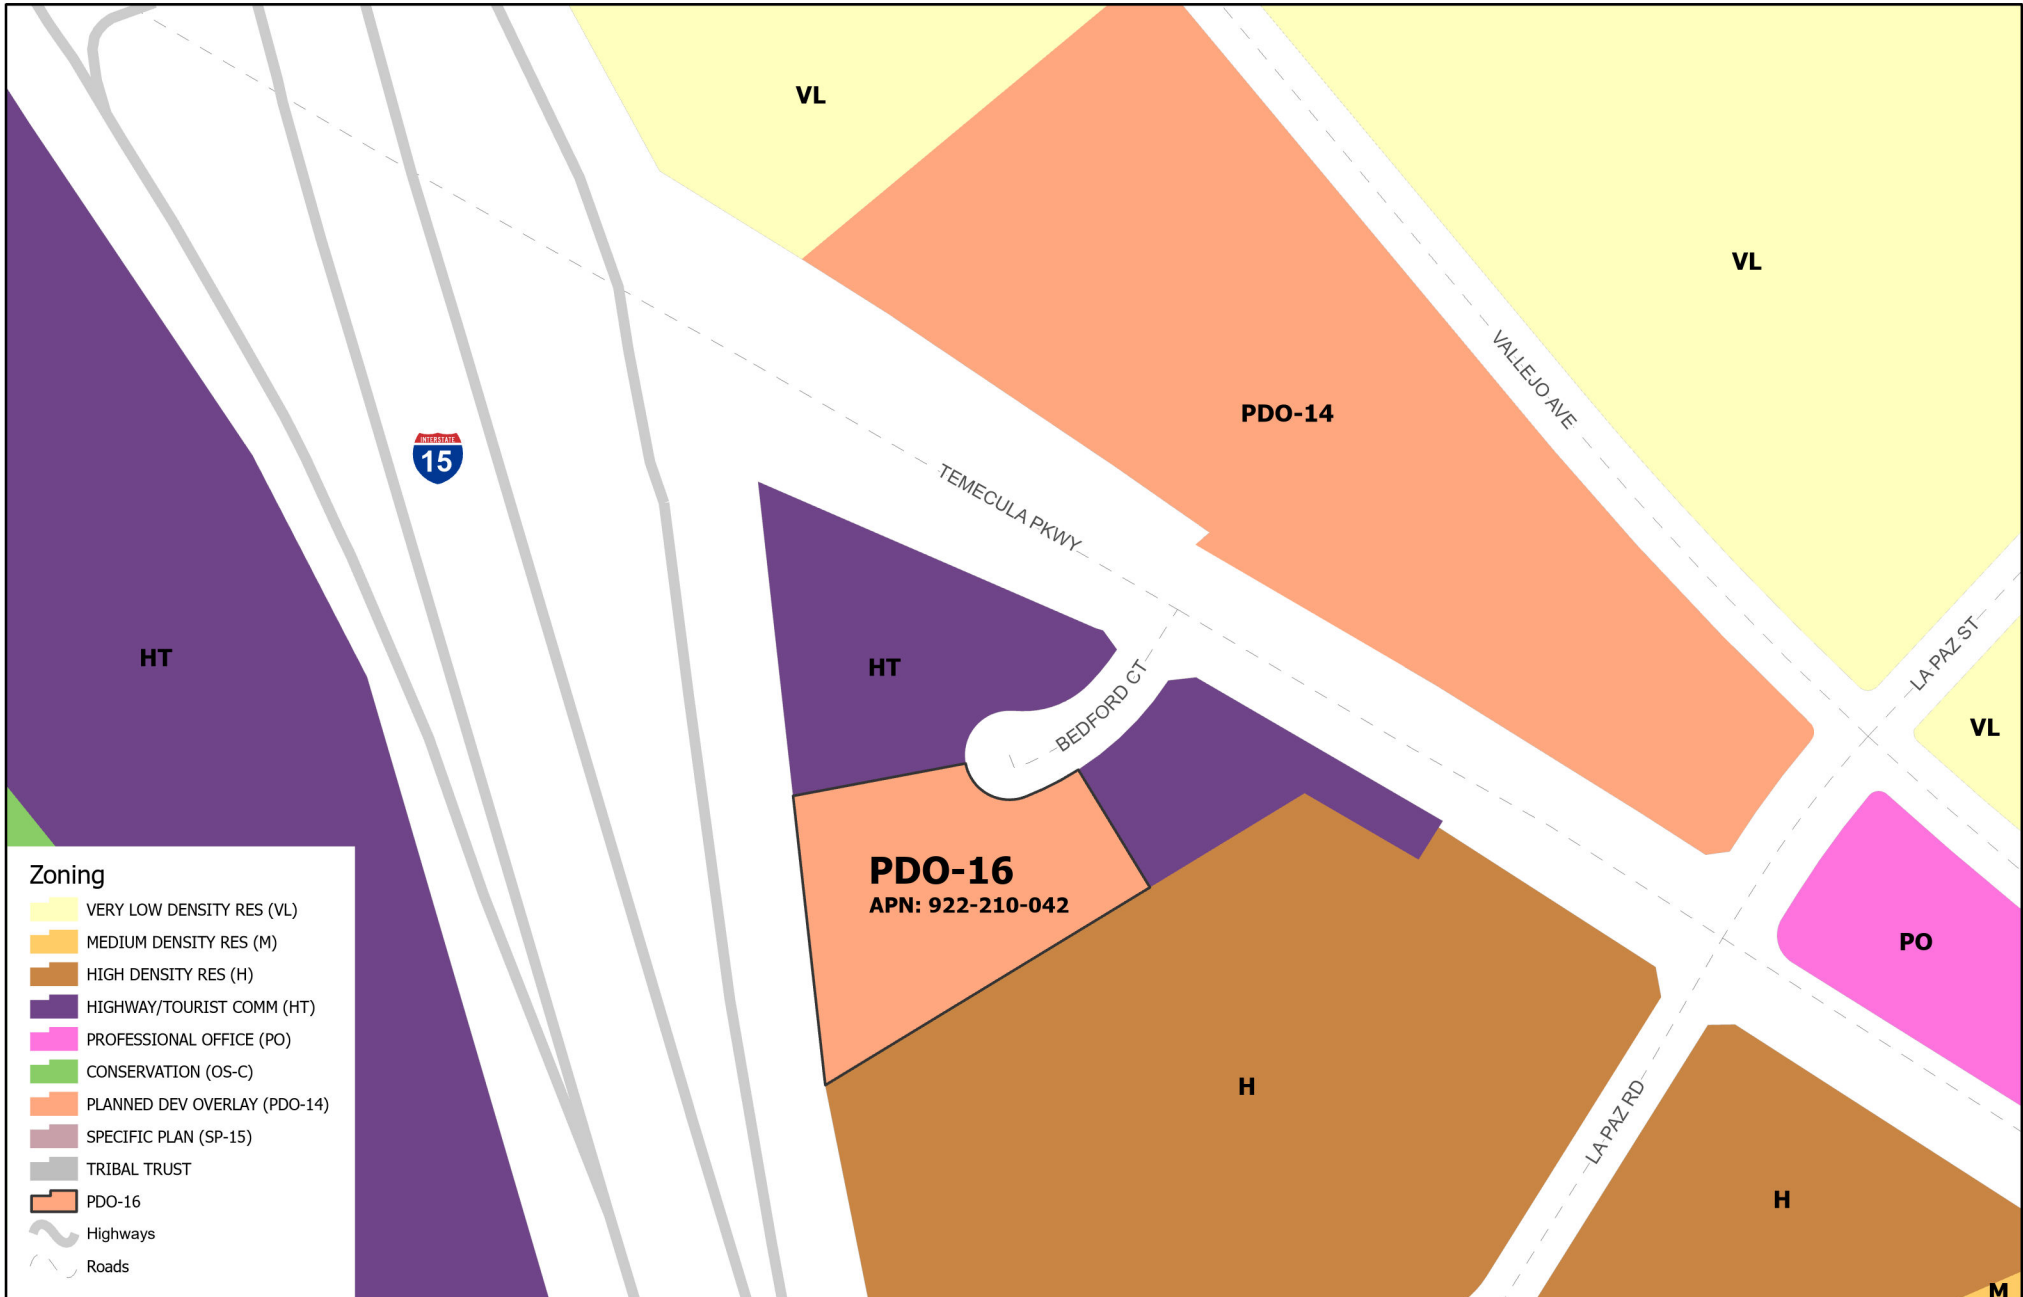 VL
VL
PDO-14
VALLEJO AVE
INTERSTATE
15
TEMECULA PKWY
HT
HT
BEDFORD CT
LA PAZ ST
VL
PDO-16
APN: 922-210-042
PO
H
LA PAZ RD
H
M
Zoning
VERY LOW DENSITY RES (VL)
MEDIUM DENSITY RES (M)
HIGH DENSITY RES (H)
HIGHWAY/TOURIST COMM (HT)
PROFESSIONAL OFFICE (PO)
CONSERVATION (OS-C)
PLANNED DEV OVERLAY (PDO-14)
SPECIFIC PLAN (SP-15)
TRIBAL TRUST
PDO-16
Highways
Roads